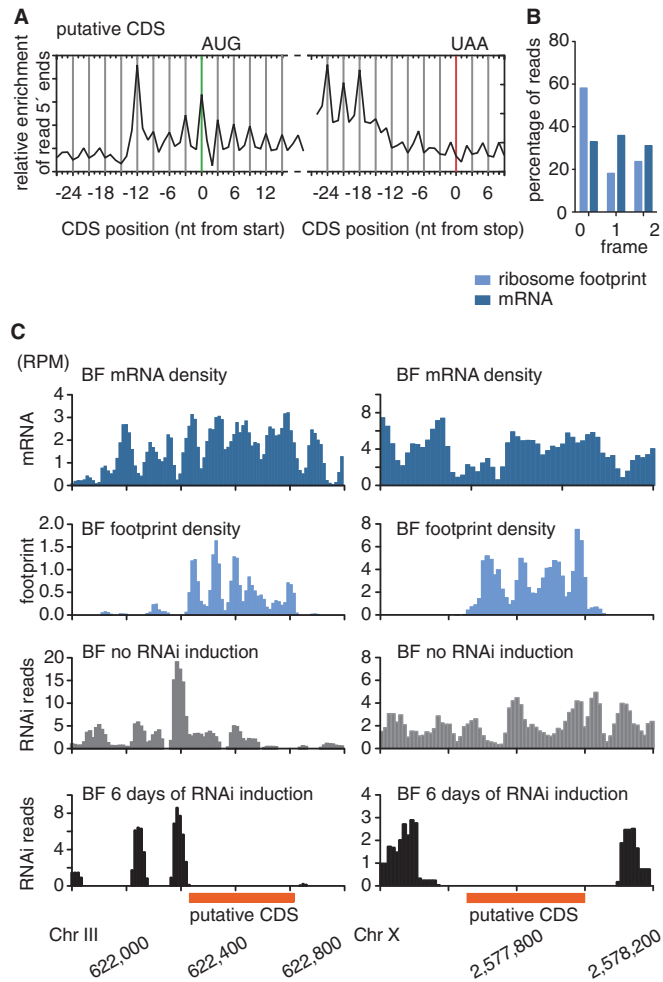 A
putative CDS
AUG
UAA
relative enrichment
of read 5´ ends
-24 -18 -12 -6 0 6 12
-24 -18 -12 -6 0 6
CDS position (nt from start)
CDS position (nt from stop)
B
percentage of reads
80
60
40
20
0
0 1 2
frame
ribosome footprint
mRNA
C
(RPM)
BF mRNA density
mRNA
4
3
2
1
0
BF mRNA density
8
4
0
BF footprint density
footprint
2.0
1.5
1.0
0.5
0.0
BF footprint density
8
6
4
2
0
BF no RNAi induction
RNAi reads
20
15
10
5
0
BF no RNAi induction
8
6
4
2
0
BF 6 days of RNAi induction
RNAi reads
8
4
0
BF 6 days of RNAi induction
4
3
2
1
0
putative CDS
putative CDS
Chr III
622,000
622,400
622,800
Chr X
2,577,800
2,578,200